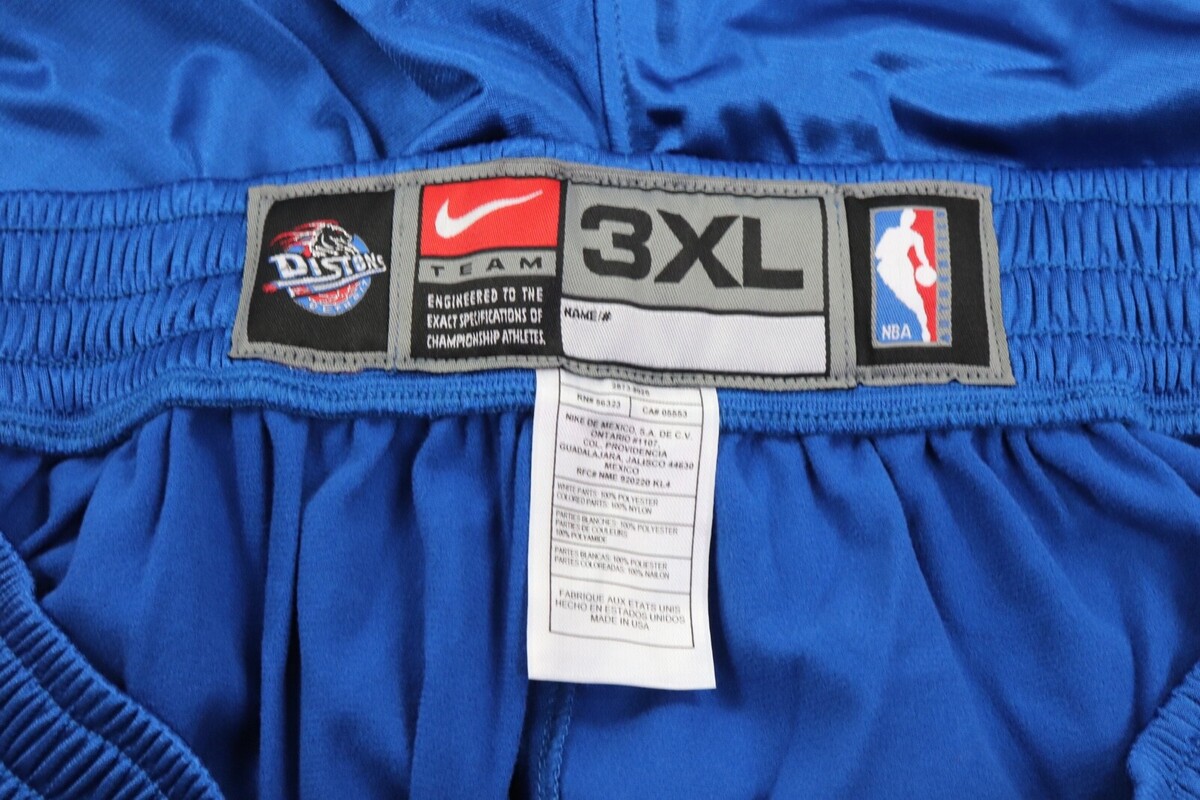 DISTONS
DETROIT
TEAM
ENGINEERED TO THE
EXACT SPECIFICATIONS OF
CHAMPIONSHIP ATHLETES.
3XL
NAME/#
NBA
RN# 56323
CA# 05553
NIKE DE MEXICO, S.A. DE C.V.
ONTARIO #1107,
COL. PROVIDENCIA
GUADALAJARA, JALISCO 44630
MEXICO
RFC# NME 920220 KL4
WHITE PARTS: 100% POLYESTER
COLORED PARTS: 100% NYLON
PARTIES BLANCHES: 100% POLYESTER
PARTIES DE COULEURS
100% POLYAMIDE
PARTES BLANCAS: 100% POLIESTER
PARTES COLOREADAS: 100% NAILON
FABRIQUE AUX ETATS UNIS
HECHO EN ESTADOS UNIDOS
MADE IN USA